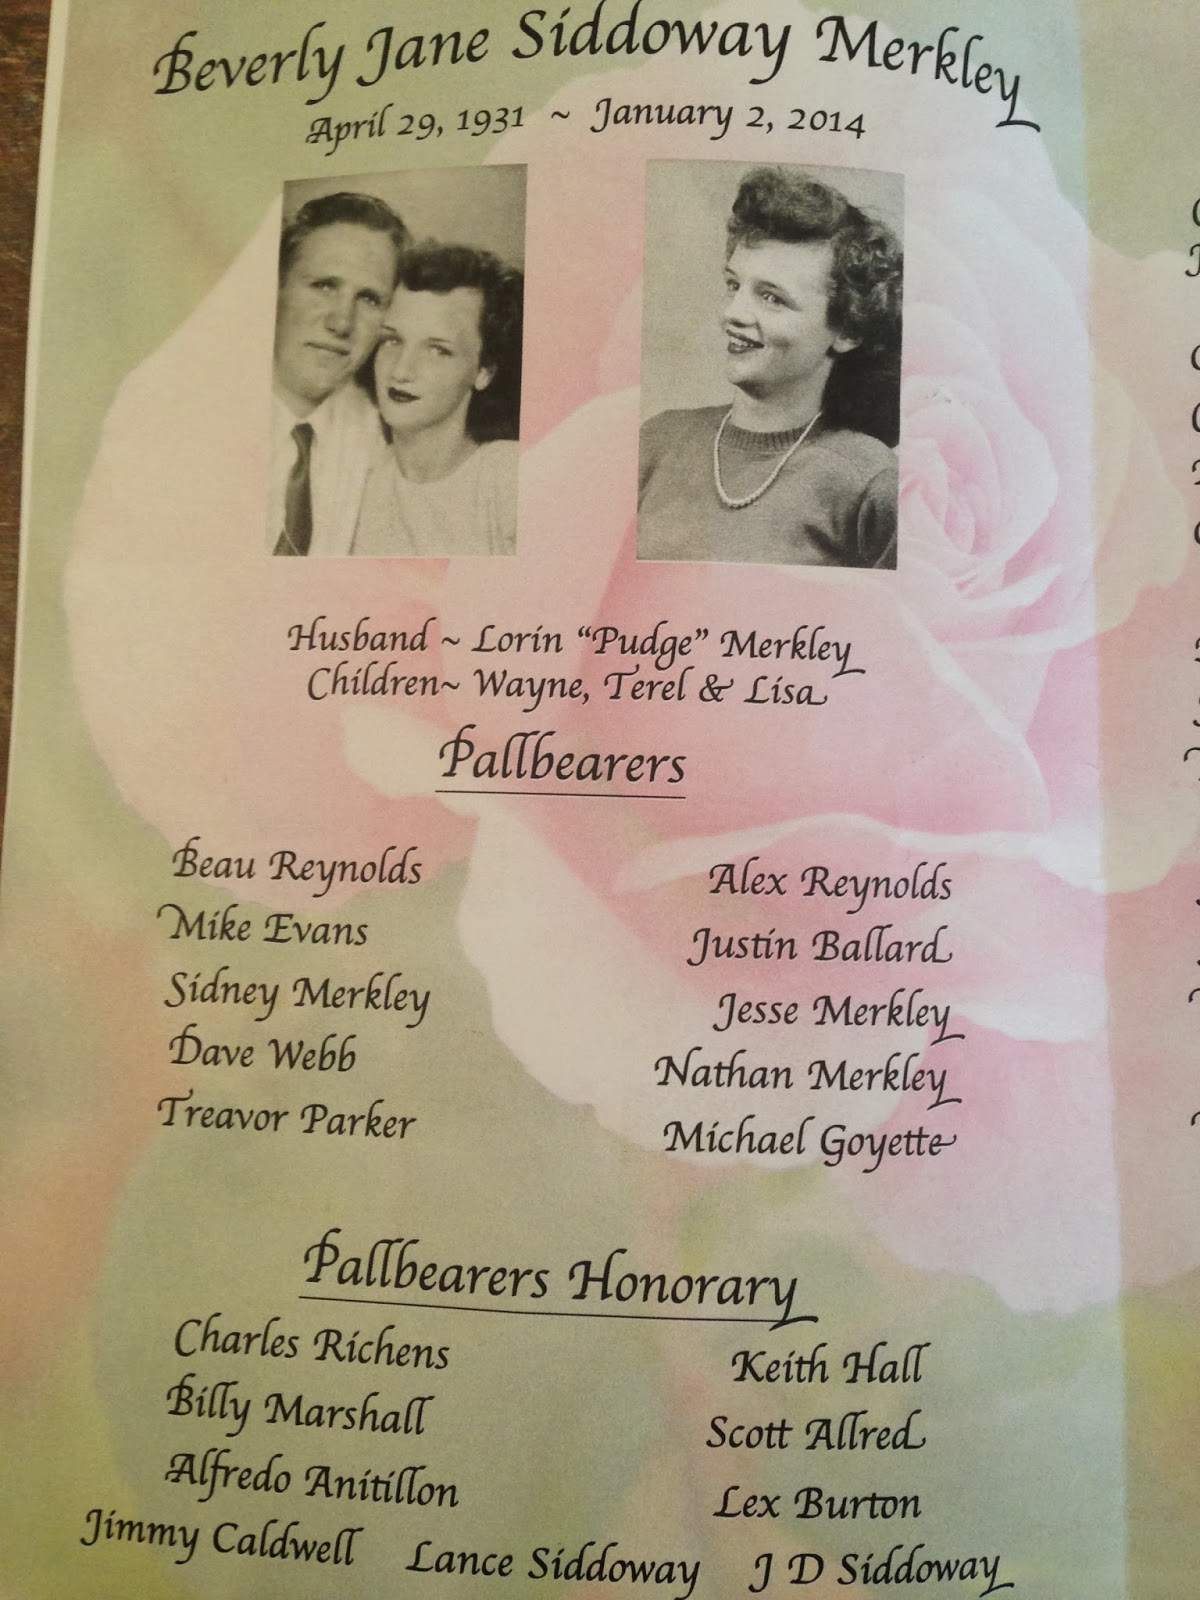 Beverly Jane Siddoway Merkley
April 29, 1931 ~ January 2, 2014
Husband ~ Lorin “Pudge” Merkley
Children~ Wayne, Terel & Lisa
Pallbearers
Beau Reynolds Alex Reynolds
Mike Evans Justin Ballard
Sidney Merkley Jesse Merkley
Dave Webb Nathan Merkley
Treavor Parker Michael Goyette
Pallbearers Honorary
Charles Richens Keith Hall
Billy Marshall Scott Allred
Alfredo Anitillon Lex Burton
Jimmy Caldwell Lance Siddoway J D Siddoway